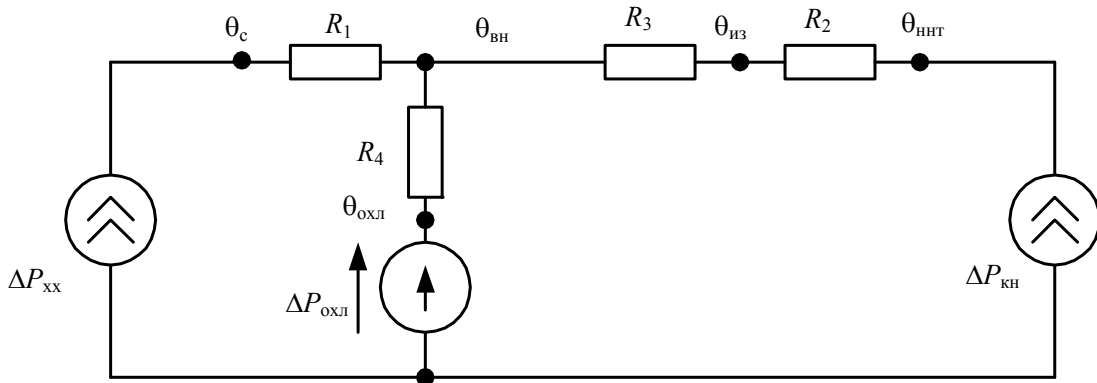 θс
R1
θвн
R3
θиз
R2
θннт
R4
θохл
ΔPхх
ΔPохл
ΔPкн